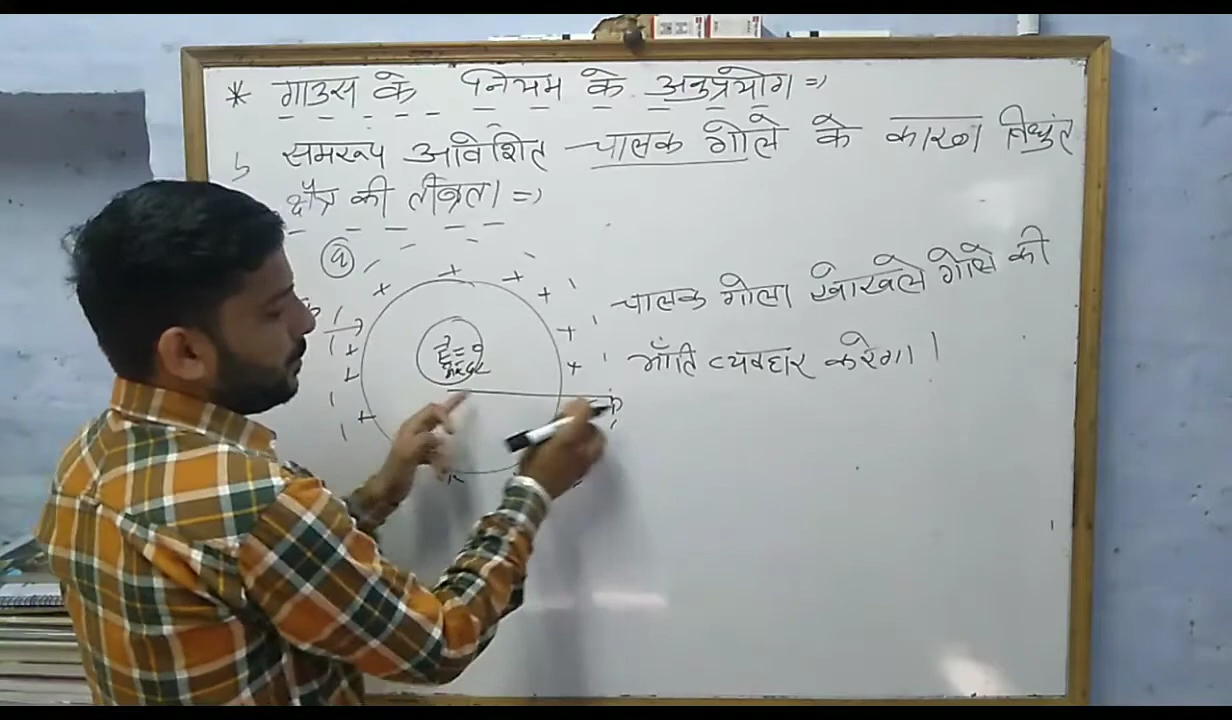 * गाउस के नियम के अनुप्रयोग ⇒
समरूप आवेशित चालक गोले के कारण विधुत
क्षैत्र की तीव्रता ⇒
चालक गोला खोखले गोले की
भाँति व्यवहार करेगा।
E = 0